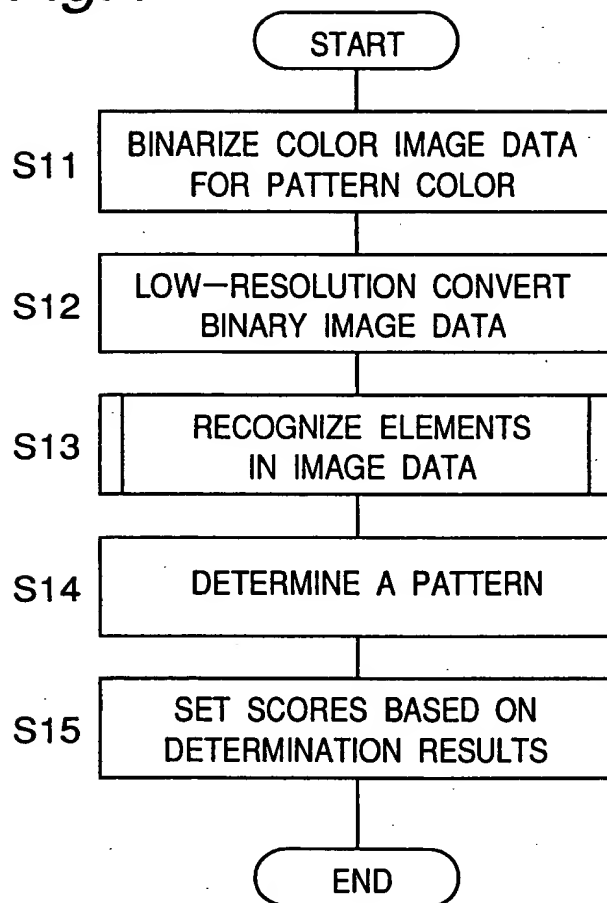 START
S11
BINARIZE COLOR IMAGE DATA
FOR PATTERN COLOR
S12
LOW-RESOLUTION CONVERT
BINARY IMAGE DATA
S13
RECOGNIZE ELEMENTS
IN IMAGE DATA
S14
DETERMINE A PATTERN
S15
SET SCORES BASED ON
DETERMINATION RESULTS
END